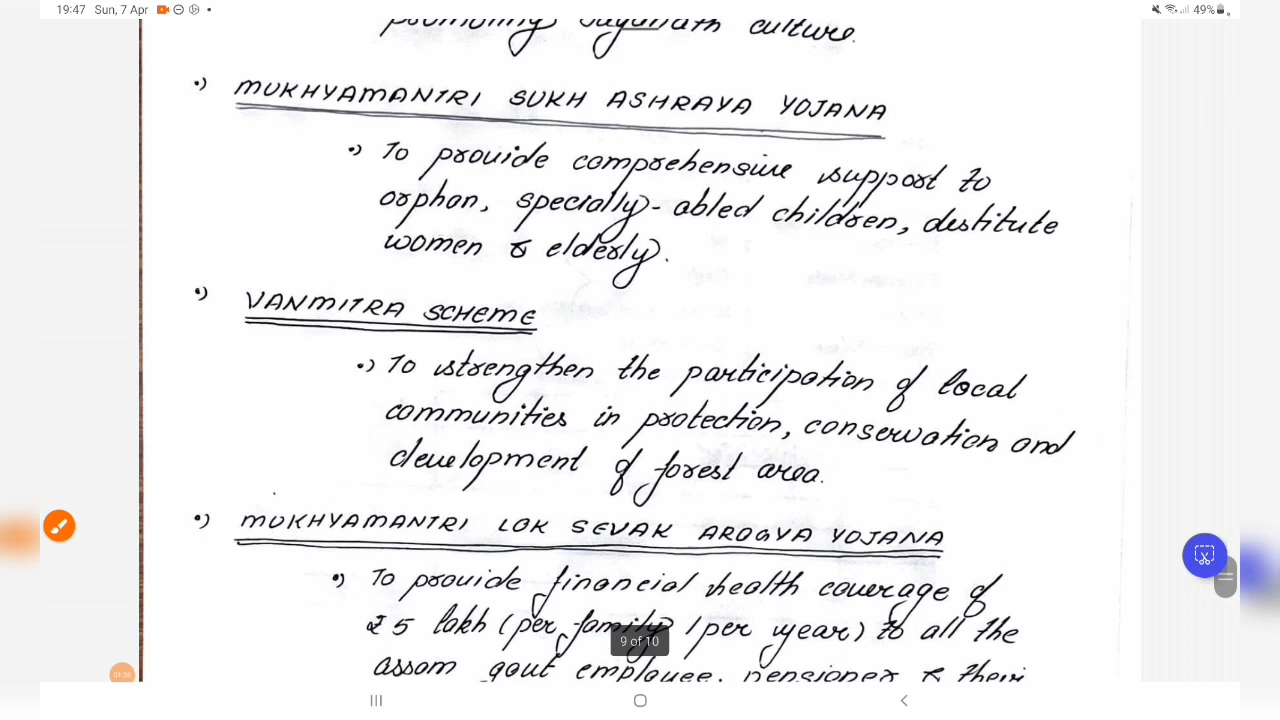 19:47 Sun, 7 Apr
49%
culture.
MUKHYAMANTRI SUKH ASHRAYA YOJANA
To provide comprehensive support to
orphan, specially-abled children, destitute
women & elderly.
VANMITRA SCHEME
To strengthen the participation of local
communities in protection, conservation and
development of forest area.
MUKHYAMANTRI LOK SEVAK AROGYA YOJANA
To provide financial health coverage of
₹5 lakh (per family/per year) to all the
9 of 10
assam govt employee, pensioner & their
01:36